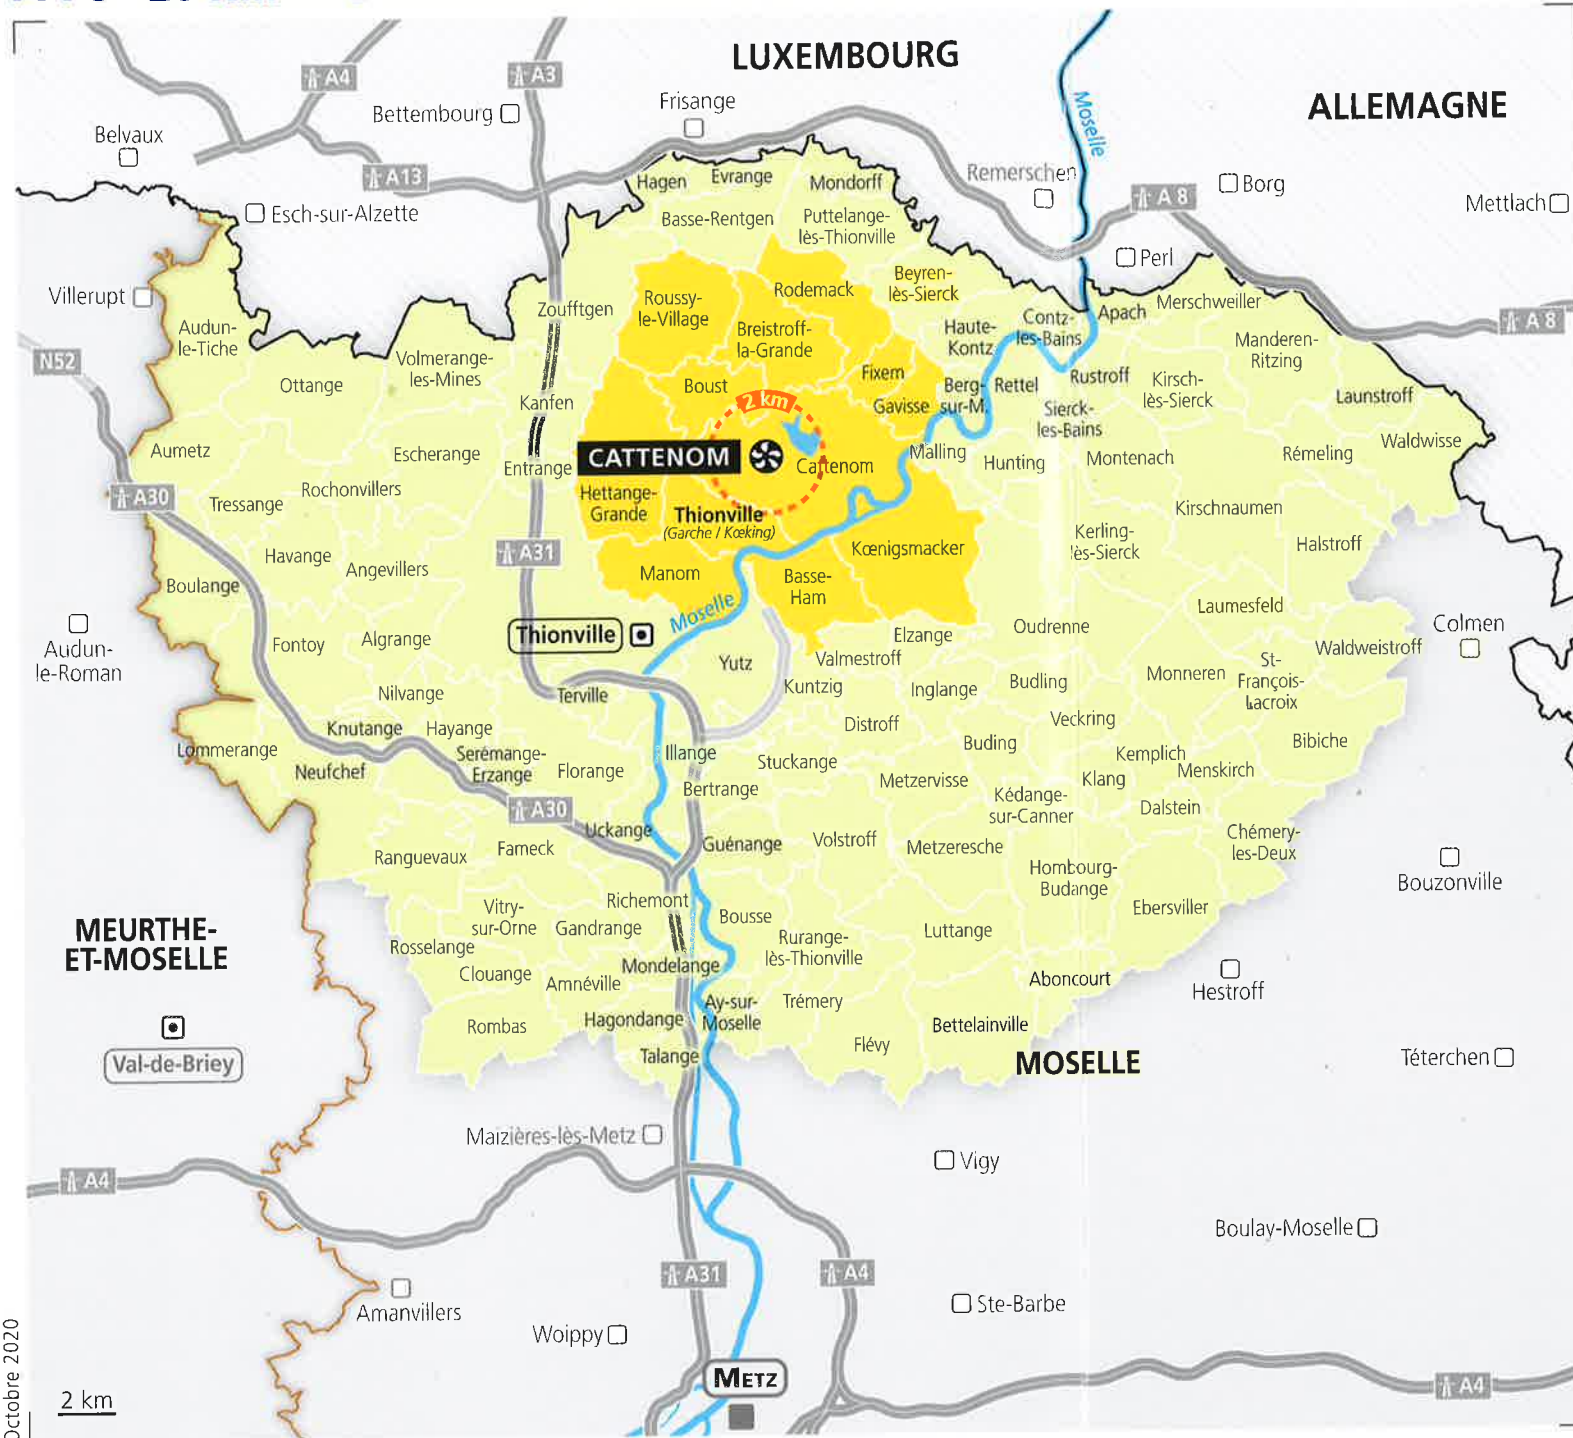 LUXEMBOURG
ALLEMAGNE
A4
A3
Bettembourg
Frisange
Moselle
Belvaux
A13
Remerschen
A 8
Borg
Mettlach
Esch-sur-Alzette
Hagen
Evrange
Mondorff
Basse-Rentgen
Puttelange-
lès-Thionville
Perl
Villerupt
Zoufftgen
Roussy-
le-Village
Rodemack
Beyren-
lès-Sierck
Merschweiller
Apach
Contz-
les-Bains
Haute-
Kontz
A 8
Audun-
le-Tiche
Breistroff-
la-Grande
Manderen-
Ritzing
N52
Volmerange-
les-Mines
Ottange
Boust
Fixem
Berg-
sur-M.
Rettel
Rustroff
Kirsch-
lès-Sierck
Launstroff
Kanfen
2 km
Gavisse
Sierck-
les-Bains
Waldwisse
Aumetz
Escherange
Entrange
CATTENOM
Cattenom
Malling
Hunting
Montenach
Rémeling
A30
Tressange
Rochonvillers
Hettange-
Grande
Thionville
(Garche / Kœking)
Kirschnaumen
Kerling-
lès-Sierck
Halstroff
Havange
Angevillers
A31
Kœnigsmacker
Boulange
Manom
Basse-
Ham
Moselle
Laumesfeld
Audun-
le-Roman
Fontoy
Algrange
Thionville
Elzange
Oudrenne
Colmen
Waldweistroff
Yutz
Valmestroff
Kuntzig
Inglange
Budling
Monneren
St-
François-
Lacroix
Nilvange
Terville
Distroff
Veckring
Knutange
Hayange
Lommerange
Neufchef
Serémange-
Erzange
Florange
Illange
Stuckange
Buding
Kemplich
Bibiche
Bertrange
Metzervisse
Klang
Menskirch
A30
Kédange-
sur-Canner
Dalstein
Uckange
Guénange
Volstroff
Metzeresche
Chémery-
les-Deux
Ranguevaux
Fameck
Hombourg-
Budange
Bouzonville
Richemont
Ebersviller
MEURTHE-
ET-MOSELLE
Vitry-
sur-Orne
Gandrange
Bousse
Rurange-
lès-Thionville
Luttange
Rosselange
Clouange
Amnéville
Mondelange
Aboncourt
Hestroff
Val-de-Briey
Rombas
Hagondange
Ay-sur-
Moselle
Trémery
Bettelainville
Flévy
Talange
MOSELLE
Téterchen
Maizières-lès-Metz
Vigy
A4
Boulay-Moselle
A31
A4
Amanvillers
Ste-Barbe
Woippy
METZ
A4
2 km
Octobre 2020